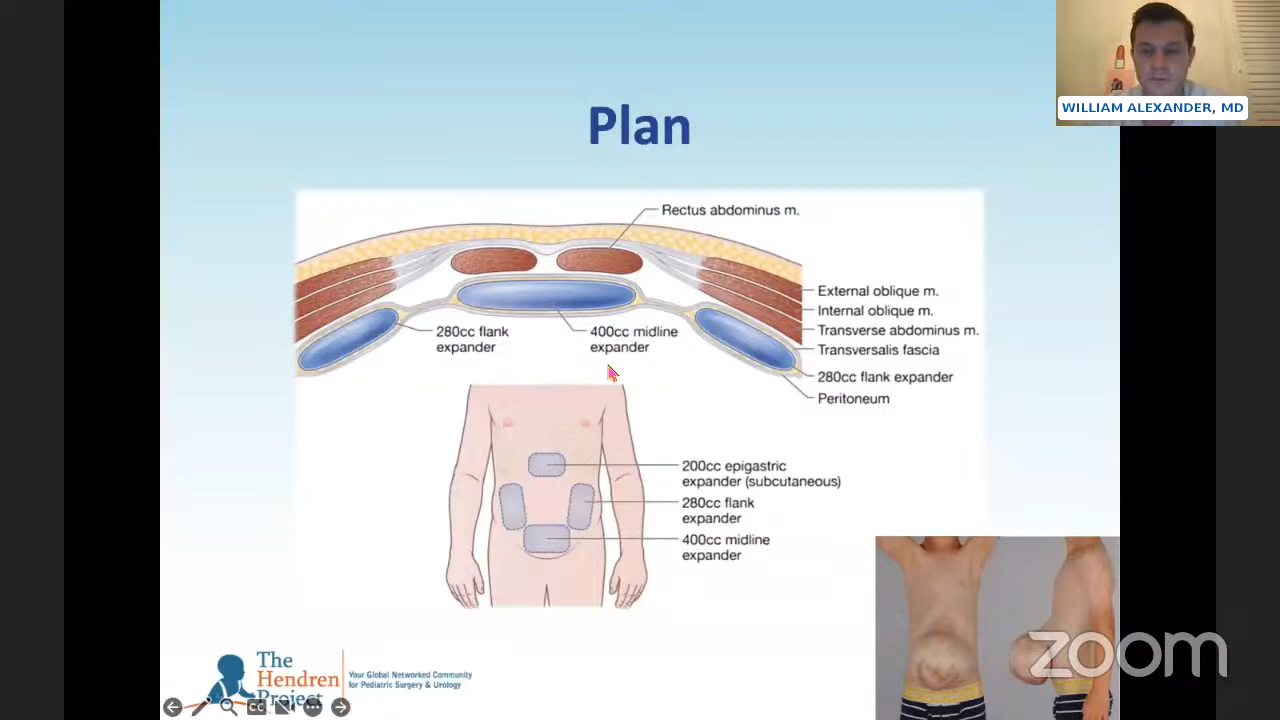 WILLIAM ALEXANDER, MD
Plan
Rectus abdominus m.
External oblique m.
Internal oblique m.
Transverse abdominus m.
Transversalis fascia
280cc flank expander
Peritoneum
280cc flank
expander
400cc midline
expander
200cc epigastric
expander (subcutaneous)
280cc flank
expander
400cc midline
expander
The
Hendren
Project
Your Global Networked Community
for Pediatric Surgery & Urology
CC
zoom